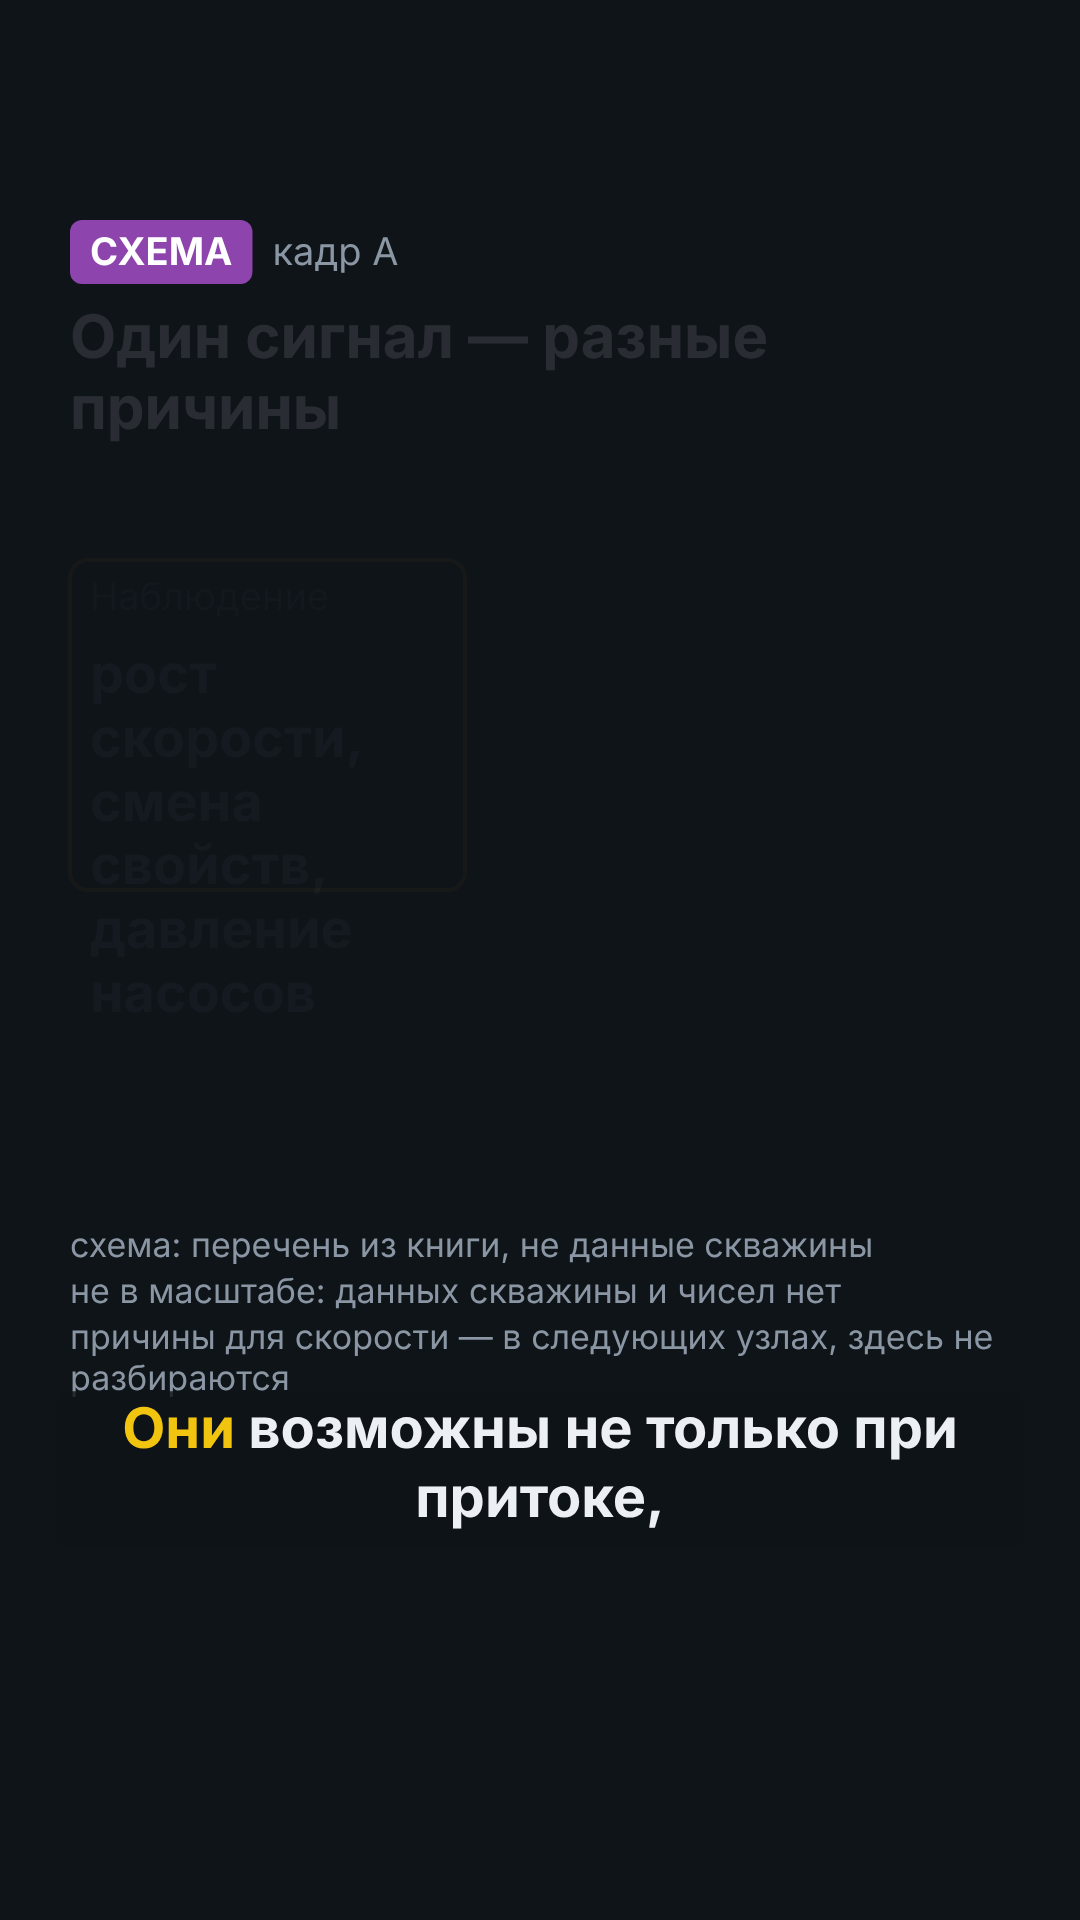 СХЕМА кадр А
Один сигнал — разные
причины
Наблюдение
рост
скорости,
смена
свойств,
давление
насосов
схема: перечень из книги, не данные скважины
не в масштабе: данных скважины и чисел нет
причины для скорости — в следующих узлах, здесь не
разбираются
Они возможны не только при
притоке,